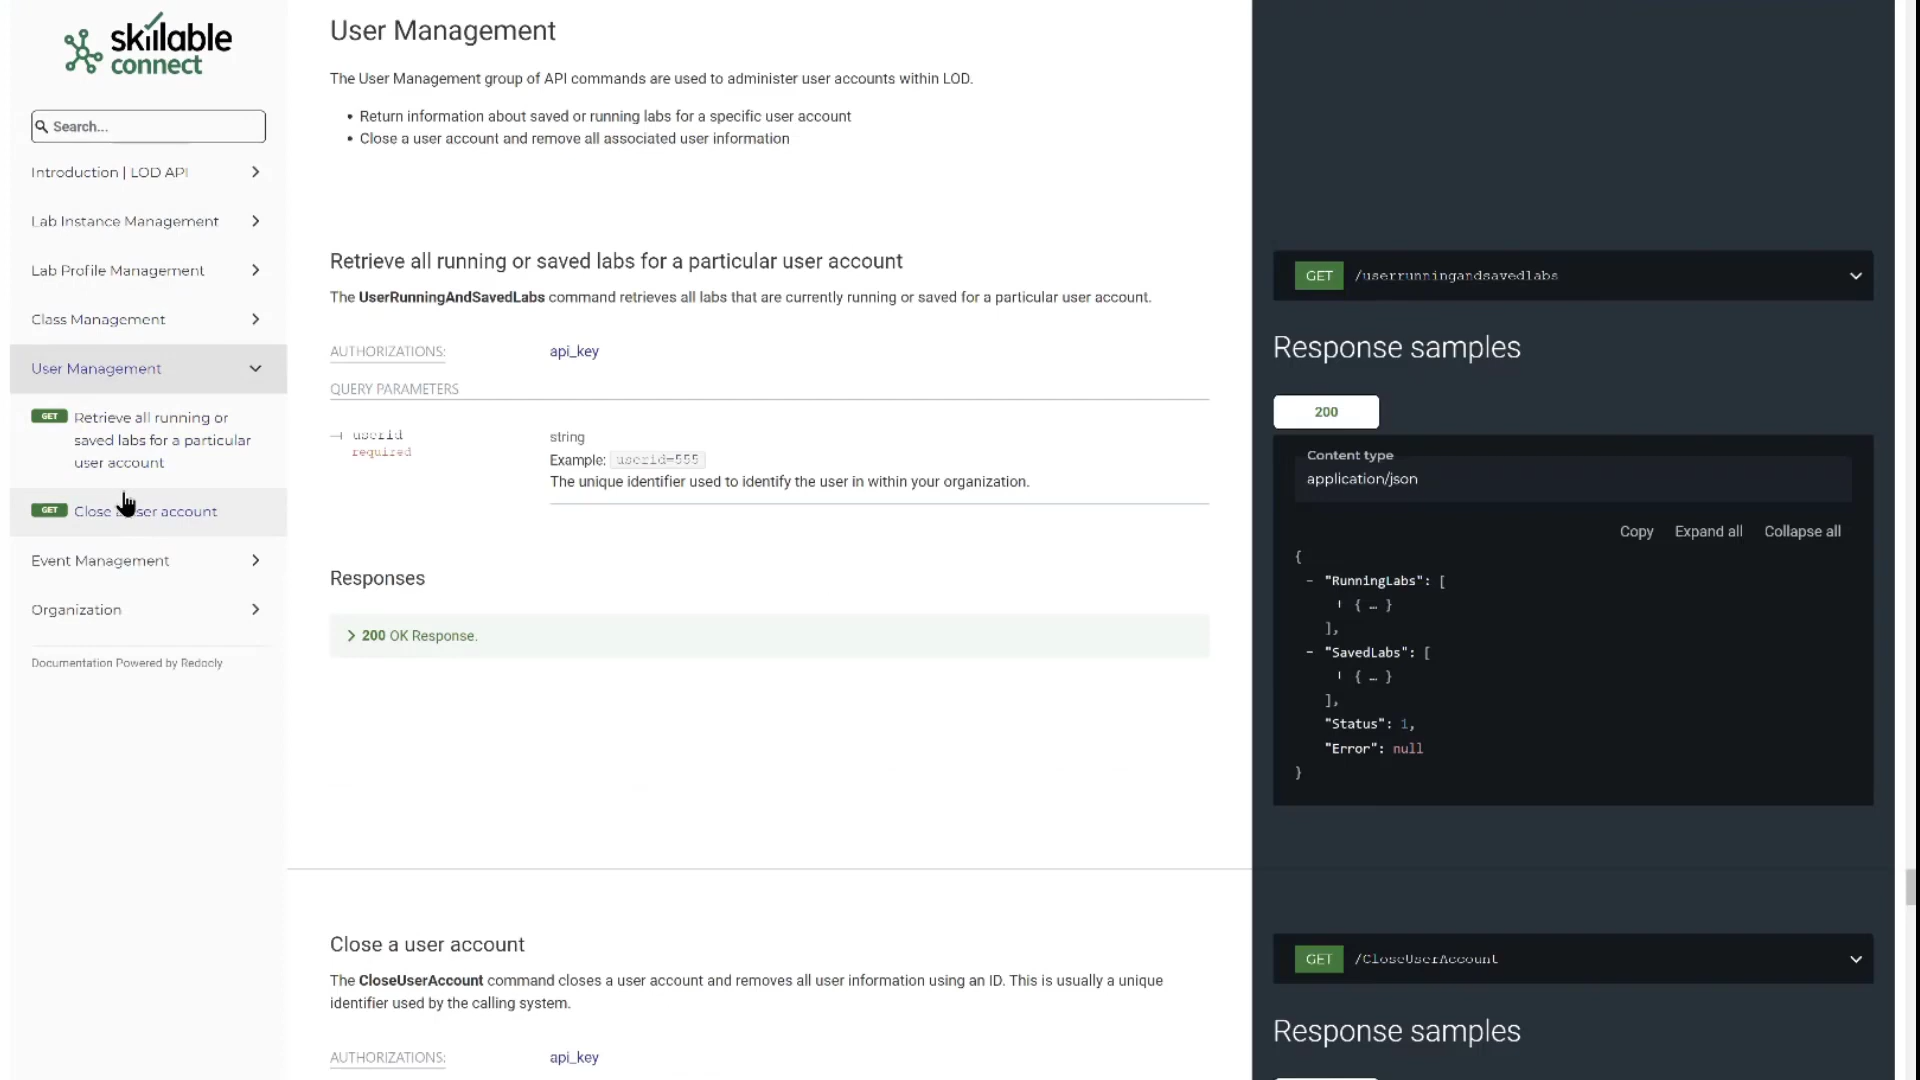 skillable
connect
Search...
Introduction | LOD API
Lab Instance Management
Lab Profile Management
Class Management
User Management
GET Retrieve all running or
saved labs for a particular
user account
GET Close user account
Event Management
Organization
Documentation Powered by Redocly
User Management
The User Management group of API commands are used to administer user accounts within LOD.
• Return information about saved or running labs for a specific user account
• Close a user account and remove all associated user information
Retrieve all running or saved labs for a particular user account
The UserRunningAndSavedLabs command retrieves all labs that are currently running or saved for a particular user account.
AUTHORIZATIONS: api_key
QUERY PARAMETERS
userid
required
string
Example: userid=555
The unique identifier used to identify the user in within your organization.
Responses
200 OK Response.
Close a user account
The CloseUserAccount command closes a user account and removes all user information using an ID. This is usually a unique
identifier used by the calling system.
AUTHORIZATIONS: api_key
GET /userrunningandsavedlabs
Response samples
200
Content type
application/json
Copy Expand all Collapse all
{
- "RunningLabs": [
+ { … }
],
- "SavedLabs": [
+ { … }
],
"Status": 1,
"Error": null
}
GET /CloseUserAccount
Response samples